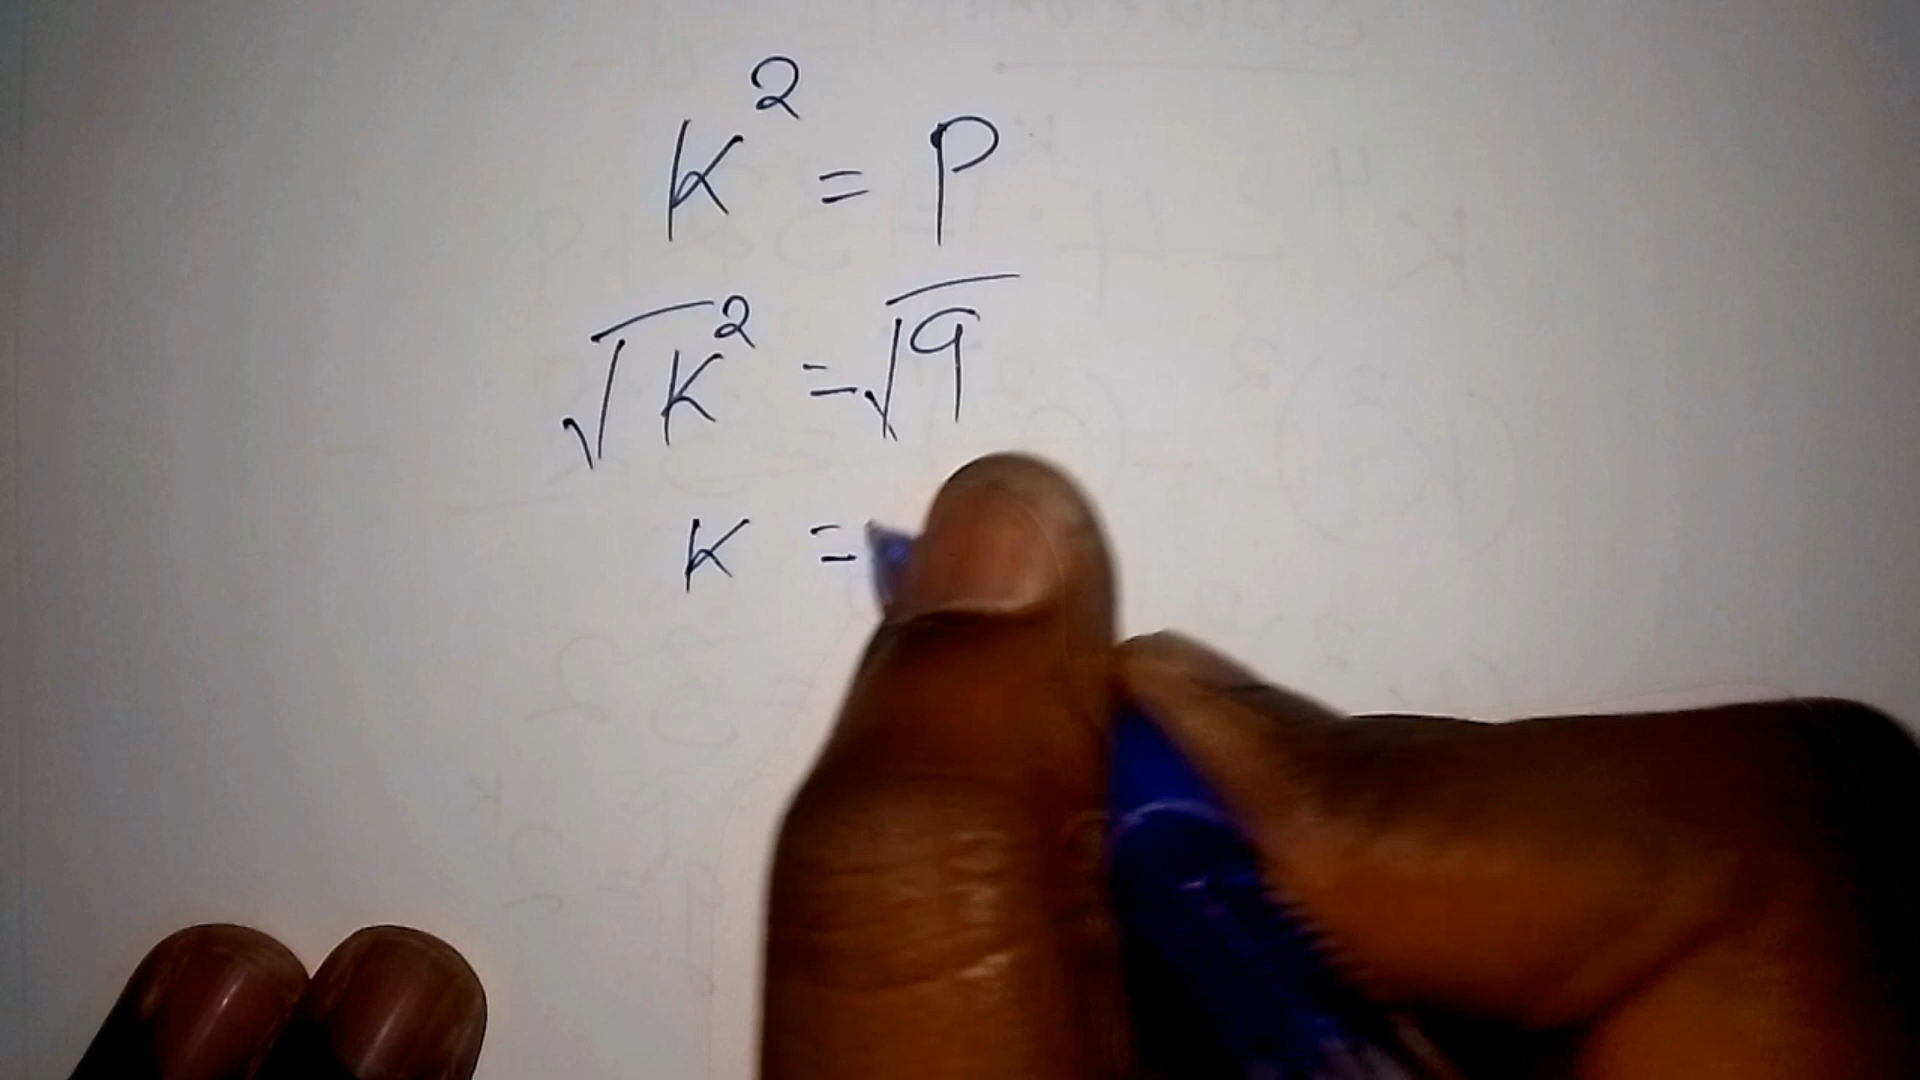 K² = P
√K² = √9
K =